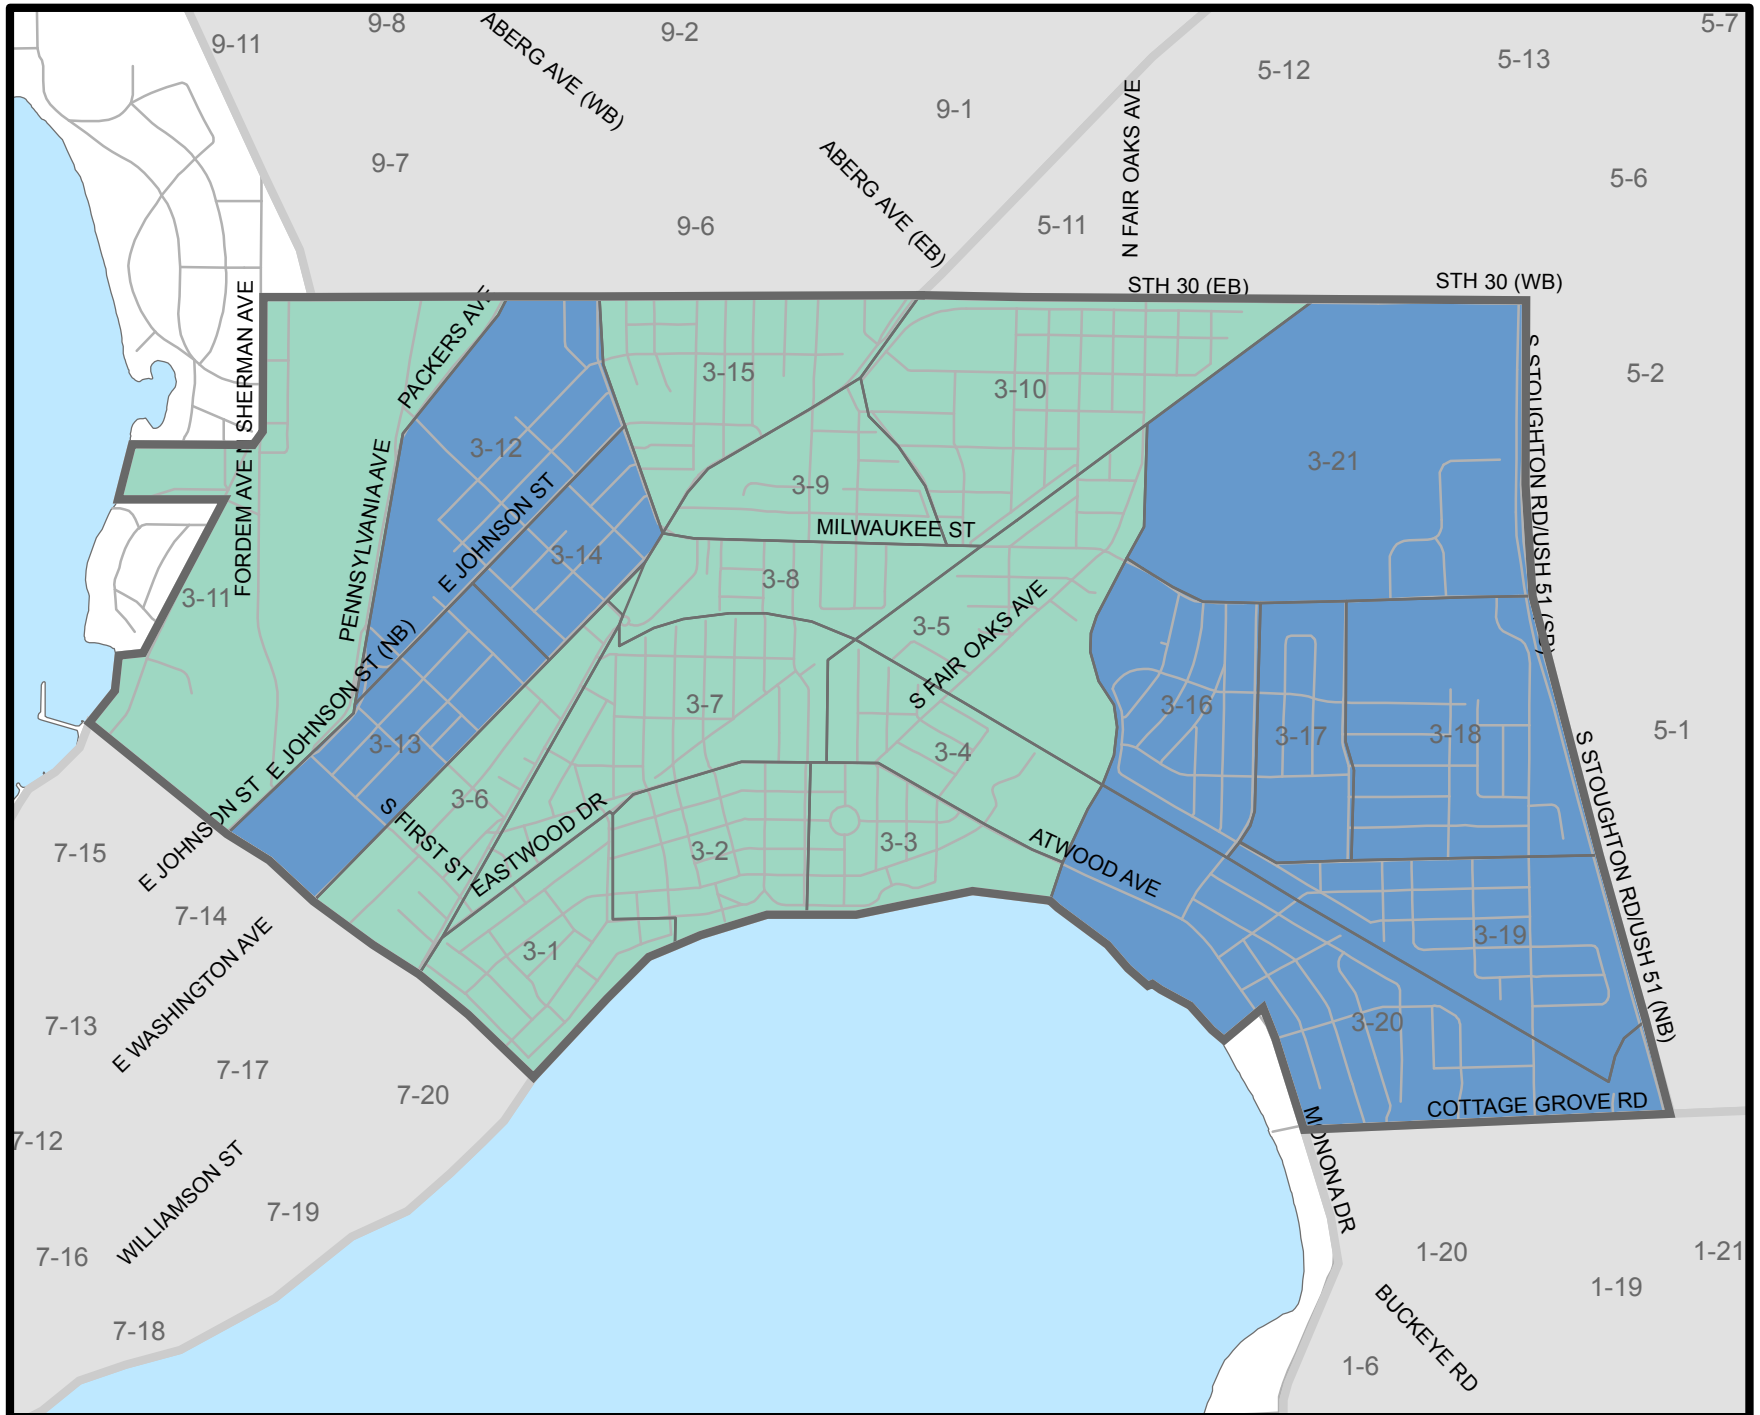 9-8
9-11
ABERG AVE (WB)
9-2
5-7
5-12
5-13
9-1
N FAIR OAKS AVE
9-7
ABERG AVE (EB)
5-6
9-6
5-11
STH 30 (EB)
STH 30 (WB)
N SHERMAN AVE
PACKERS AVE
S STOUGHTON RD/USH 51 (SB)
3-15
3-10
5-2
3-12
3-21
3-9
PENNSYLVANIA AVE
E JOHNSON ST
MILWAUKEE ST
FORDEM AVE
3-14
3-8
3-11
3-5
S FAIR OAKS AVE
E JOHNSON ST (NB)
3-7
3-16
3-17
3-18
5-1
3-13
3-4
S STOUGHTON RD/USH 51 (NB)
3-6
E JOHNSON ST
S FIRST ST
EASTWOOD DR
3-2
3-3
7-15
ATWOOD AVE
7-14
3-19
3-1
E WASHINGTON AVE
7-13
3-20
7-17
7-20
COTTAGE GROVE RD
7-12
MONONA DR
WILLIAMSON ST
7-19
7-16
1-20
1-21
1-19
7-18
BUCKEYE RD
1-6